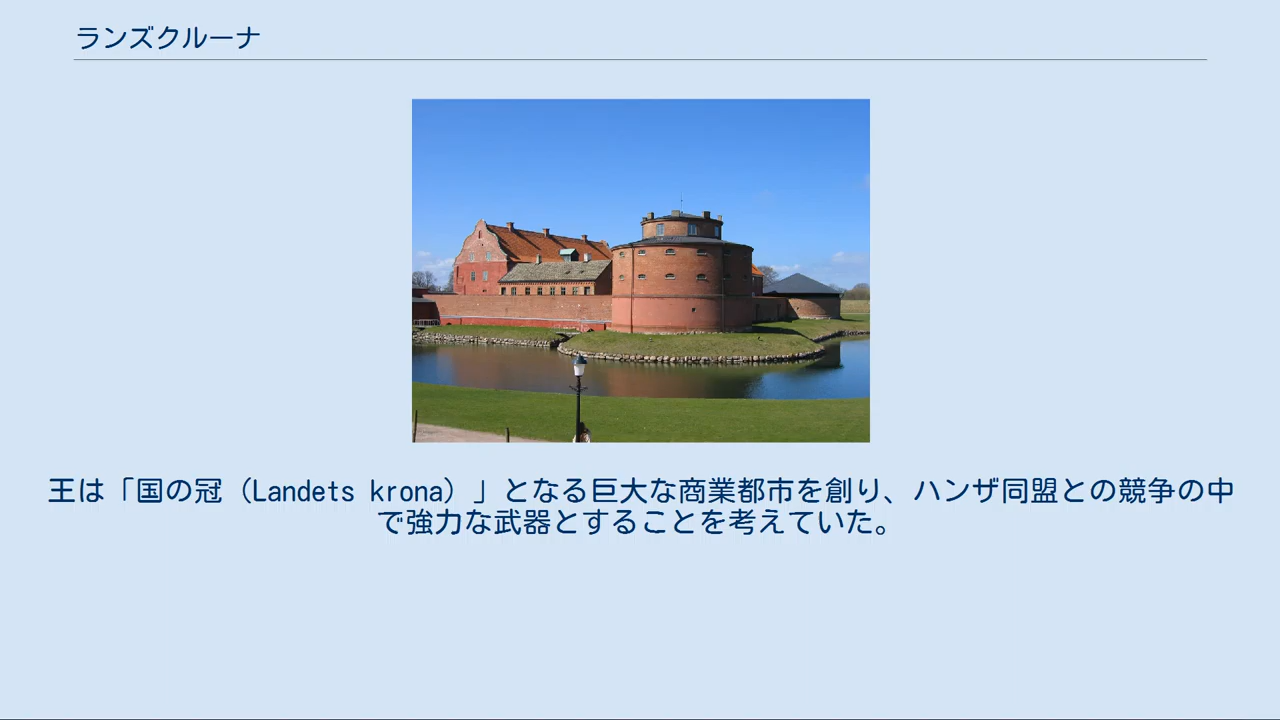 ランズクルーナ
王は「国の冠（Landets krona）」となる巨大な商業都市を創り、ハンザ同盟との競争の中
で強力な武器とすることを考えていた。